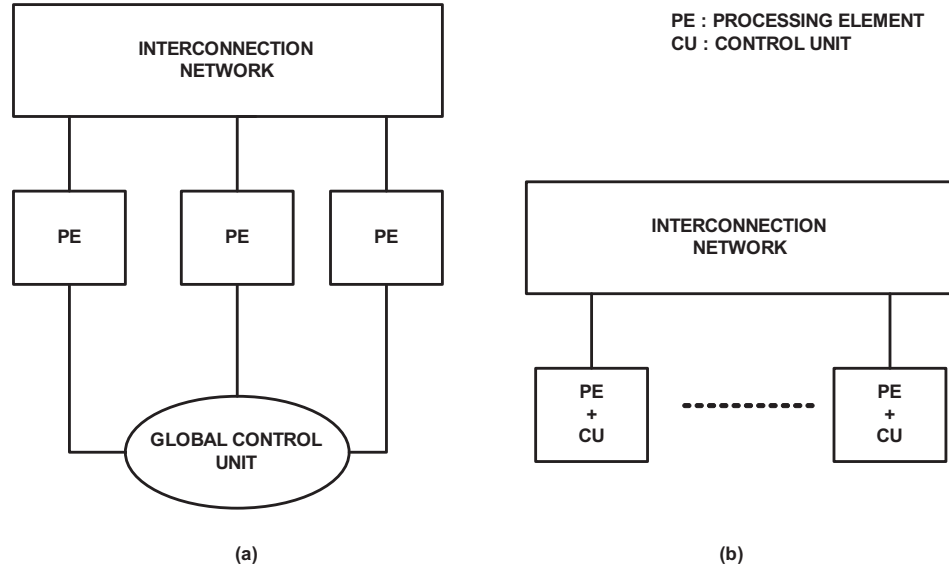 PE : PROCESSING ELEMENT
CU : CONTROL UNIT
INTERCONNECTION
NETWORK
PE
PE
PE
GLOBAL CONTROL
UNIT
(a)
INTERCONNECTION
NETWORK
PE
+
CU
PE
+
CU
(b)